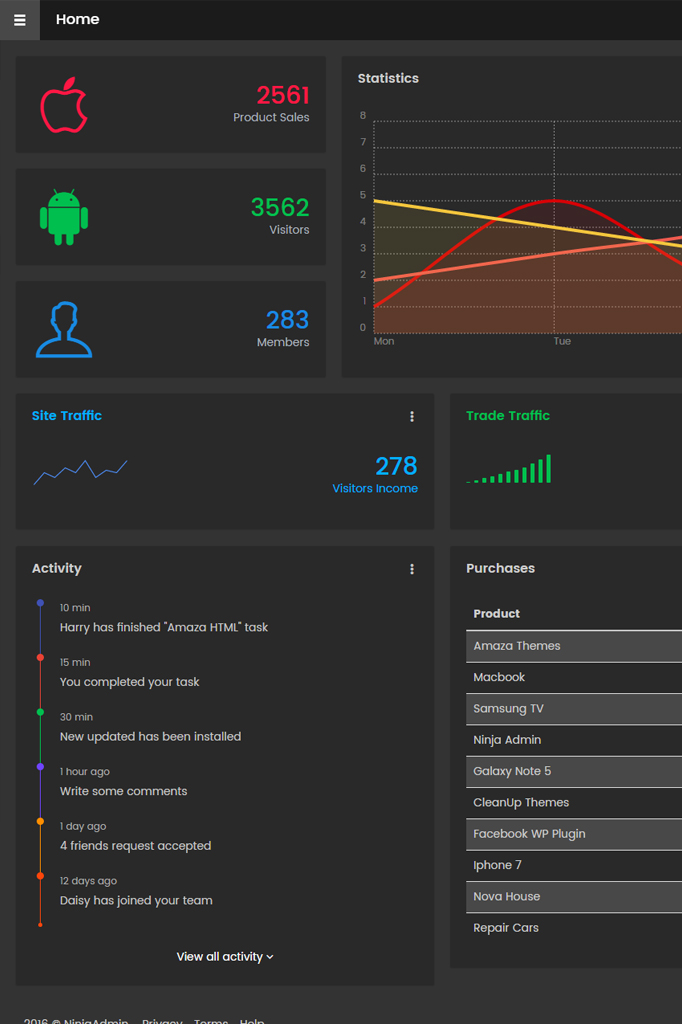 Home
2561
Product Sales
3562
Visitors
283
Members
Statistics
8
7
6
5
4
3
2
1
0
Mon
Tue
Site Traffic
278
Visitors Income
Trade Traffic
Activity
10 min
Harry has finished "Amaza HTML" task
15 min
You completed your task
30 min
New updated has been installed
1 hour ago
Write some comments
1 day ago
4 friends request accepted
12 days ago
Daisy has joined your team
View all activity
Purchases
Product
Amaza Themes
Macbook
Samsung TV
Ninja Admin
Galaxy Note 5
CleanUp Themes
Facebook WP Plugin
Iphone 7
Nova House
Repair Cars
2016 © NinjaAdmin Privacy Terms Help